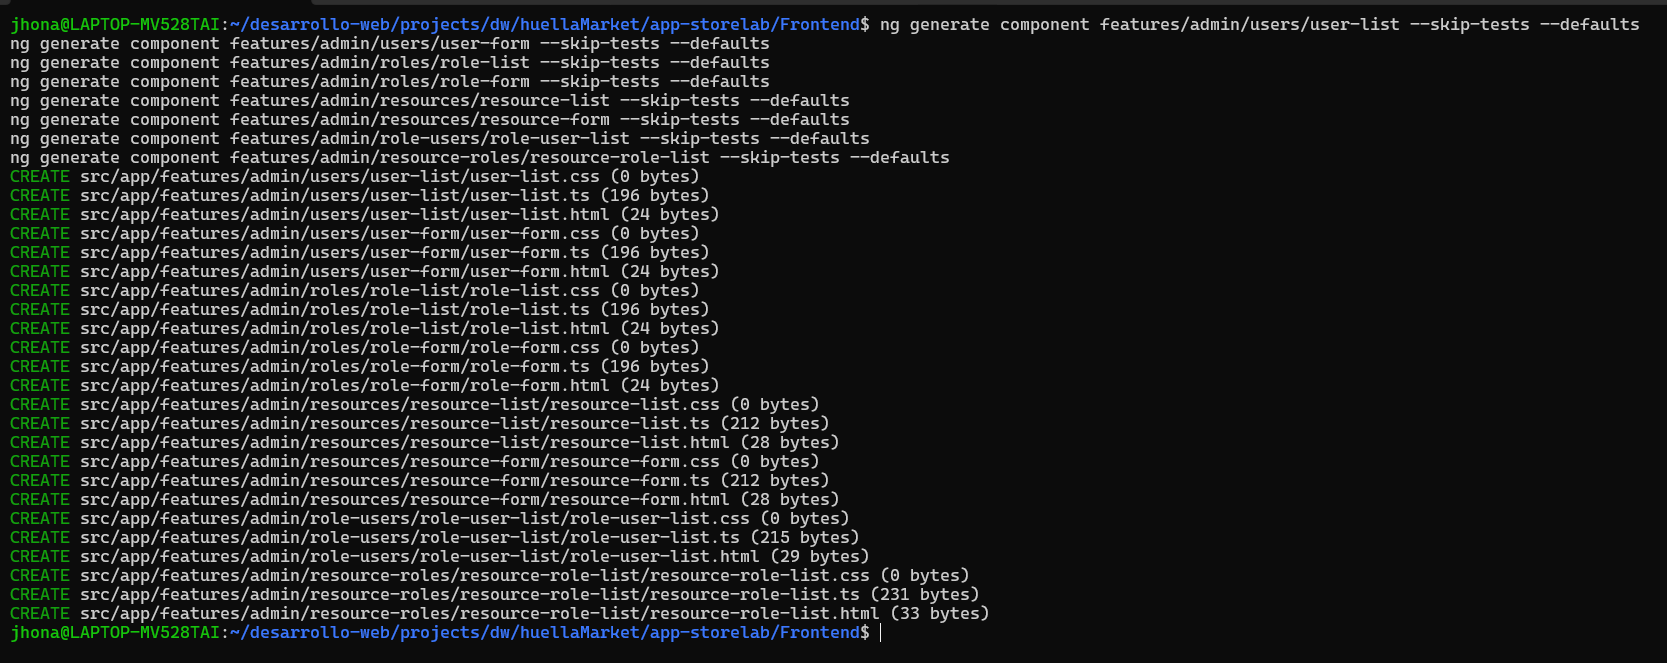 jhona@LAPTOP-MV528TAI:~/desarrollo-web/projects/dw/huellaMarket/app-storelab/Frontend$ ng generate component features/admin/users/user-list --skip-tests --defaults
ng generate component features/admin/users/user-form --skip-tests --defaults
ng generate component features/admin/roles/role-list --skip-tests --defaults
ng generate component features/admin/roles/role-form --skip-tests --defaults
ng generate component features/admin/resources/resource-list --skip-tests --defaults
ng generate component features/admin/resources/resource-form --skip-tests --defaults
ng generate component features/admin/role-users/role-user-list --skip-tests --defaults
ng generate component features/admin/resource-roles/resource-role-list --skip-tests --defaults
CREATE src/app/features/admin/users/user-list/user-list.css (0 bytes)
CREATE src/app/features/admin/users/user-list/user-list.ts (196 bytes)
CREATE src/app/features/admin/users/user-list/user-list.html (24 bytes)
CREATE src/app/features/admin/users/user-form/user-form.css (0 bytes)
CREATE src/app/features/admin/users/user-form/user-form.ts (196 bytes)
CREATE src/app/features/admin/users/user-form/user-form.html (24 bytes)
CREATE src/app/features/admin/roles/role-list/role-list.css (0 bytes)
CREATE src/app/features/admin/roles/role-list/role-list.ts (196 bytes)
CREATE src/app/features/admin/roles/role-list/role-list.html (24 bytes)
CREATE src/app/features/admin/roles/role-form/role-form.css (0 bytes)
CREATE src/app/features/admin/roles/role-form/role-form.ts (196 bytes)
CREATE src/app/features/admin/roles/role-form/role-form.html (24 bytes)
CREATE src/app/features/admin/resources/resource-list/resource-list.css (0 bytes)
CREATE src/app/features/admin/resources/resource-list/resource-list.ts (212 bytes)
CREATE src/app/features/admin/resources/resource-list/resource-list.html (28 bytes)
CREATE src/app/features/admin/resources/resource-form/resource-form.css (0 bytes)
CREATE src/app/features/admin/resources/resource-form/resource-form.ts (212 bytes)
CREATE src/app/features/admin/resources/resource-form/resource-form.html (28 bytes)
CREATE src/app/features/admin/role-users/role-user-list/role-user-list.css (0 bytes)
CREATE src/app/features/admin/role-users/role-user-list/role-user-list.ts (215 bytes)
CREATE src/app/features/admin/role-users/role-user-list/role-user-list.html (29 bytes)
CREATE src/app/features/admin/resource-roles/resource-role-list/resource-role-list.css (0 bytes)
CREATE src/app/features/admin/resource-roles/resource-role-list/resource-role-list.ts (231 bytes)
CREATE src/app/features/admin/resource-roles/resource-role-list/resource-role-list.html (33 bytes)
jhona@LAPTOP-MV528TAI:~/desarrollo-web/projects/dw/huellaMarket/app-storelab/Frontend$